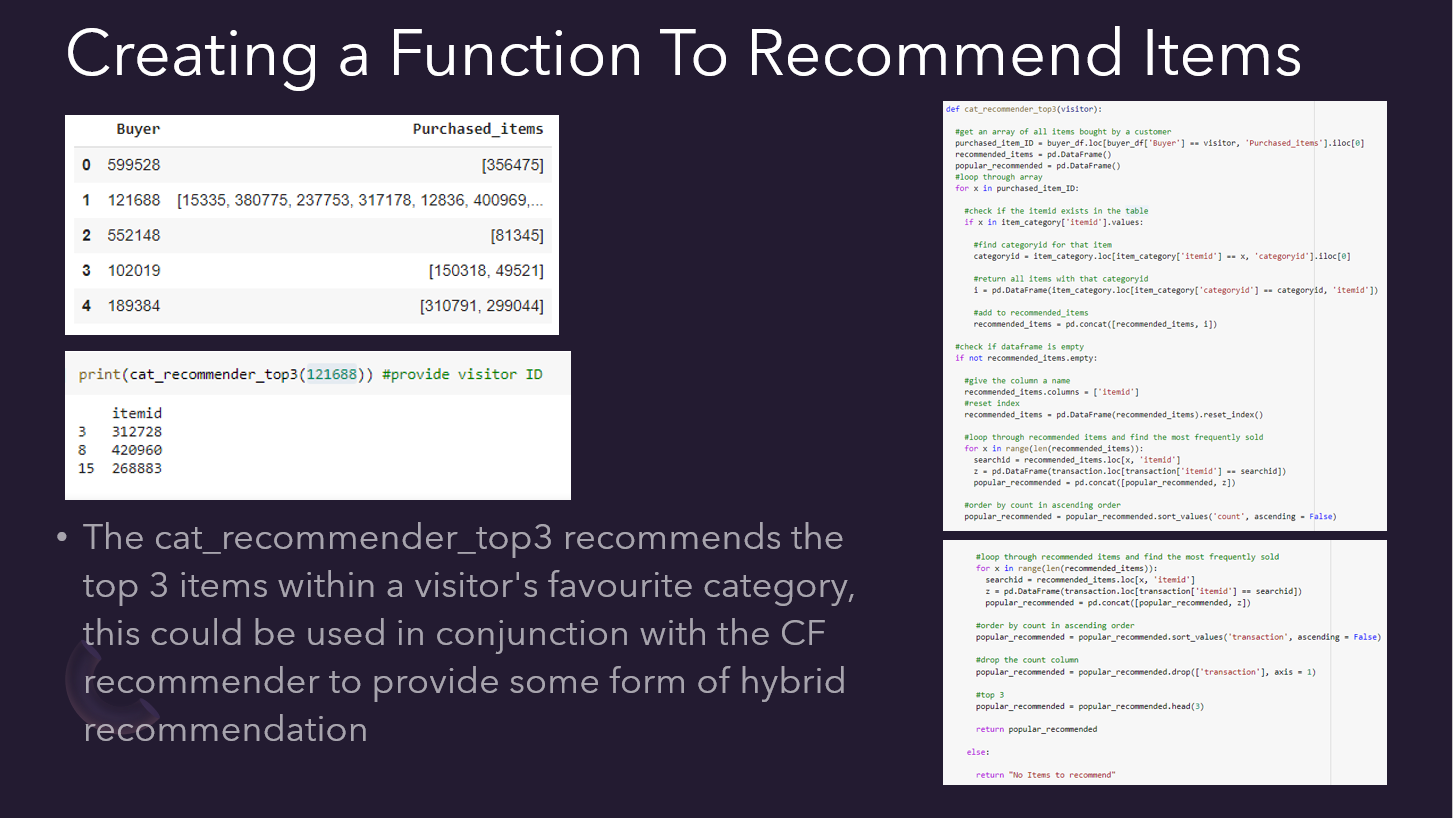 Creating a Function To Recommend Items
Buyer Purchased_items
0 599528 [356475]
1 121688 [15335, 380775, 237753, 317178, 12836, 400969,...
2 552148 [81345]
3 102019 [150318, 49521]
4 189384 [310791, 299044]
print(cat_recommender_top3(121688)) #provide visitor ID
itemid
3 312728
8 420960
15 268883
• The cat_recommender_top3 recommends the
top 3 items within a visitor's favourite category,
this could be used in conjunction with the CF
recommender to provide some form of hybrid
recommendation
def cat_recommender_top3(visitor):
#get an array of all items bought by a customer
purchased_item_ID = buyer_df.loc[buyer_df['Buyer'] == visitor, 'Purchased_items'].iloc[0]
recommended_items = pd.DataFrame()
popular_recommended = pd.DataFrame()
#loop through array
for x in purchased_item_ID:
#check if the itemid exists in the table
if x in item_category['itemid'].values:
#find categoryid for that item
categoryid = item_category.loc[item_category['itemid'] == x, 'categoryid'].iloc[0]
#return all items with that categoryid
i = pd.DataFrame(item_category.loc[item_category['categoryid'] == categoryid, 'itemid'])
#add to recommended_items
recommended_items = pd.concat([recommended_items, i])
#check if dataframe is empty
if not recommended_items.empty:
#give the column a name
recommended_items.columns = ['itemid']
#reset index
recommended_items = pd.DataFrame(recommended_items).reset_index()
#loop through recommended items and find the most frequently sold
for x in range(len(recommended_items)):
searchid = recommended_items.loc[x, 'itemid']
z = pd.DataFrame(transaction.loc[transaction['itemid'] == searchid])
popular_recommended = pd.concat([popular_recommended, z])
#order by count in ascending order
popular_recommended = popular_recommended.sort_values('count', ascending = False)
#loop through recommended items and find the most frequently sold
for x in range(len(recommended_items)):
searchid = recommended_items.loc[x, 'itemid']
z = pd.DataFrame(transaction.loc[transaction['itemid'] == searchid])
popular_recommended = pd.concat([popular_recommended, z])
#order by count in ascending order
popular_recommended = popular_recommended.sort_values('transaction', ascending = False)
#drop the count column
popular_recommended = popular_recommended.drop(['transaction'], axis = 1)
#top 3
popular_recommended = popular_recommended.head(3)
return popular_recommended
else:
return "No Items to recommend"